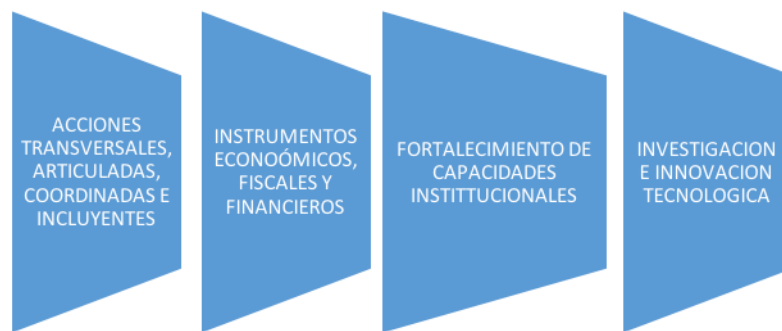 ACCIONES
TRANSVERSALES,
ARTICULADAS,
COORDINADAS E
INCLUYENTES
INSTRUMENTOS
ECONOÓMICOS,
FISCALES Y
FINANCIEROS
FORTALECIMIENTO DE
CAPACIDADES
INSTITTUCIONALES
INVESTIGACION
E INNOVACION
TECNOLOGICA